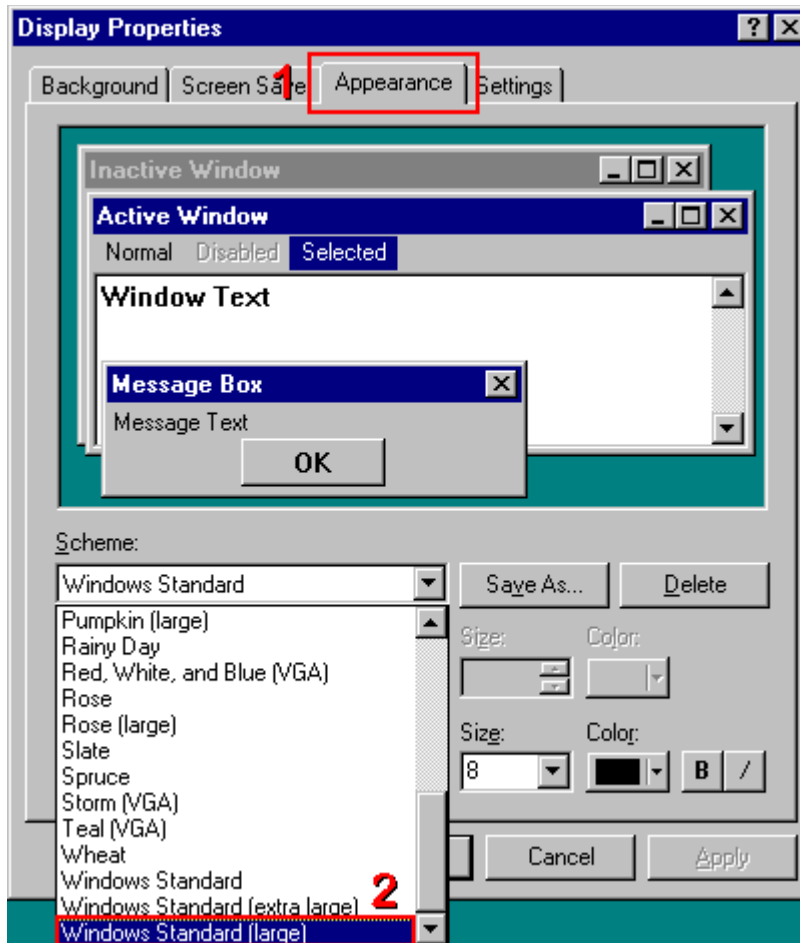 Display Properties
Background Screen Save 1 Appearance Settings
Inactive Window
Active Window
Normal Disabled Selected
Window Text
Message Box
Message Text
OK
Scheme:
Windows Standard Save As... Delete
Pumpkin (large)
Rainy Day
Red, White, and Blue (VGA)
Rose
Rose (large)
Slate
Spruce
Storm (VGA)
Teal (VGA)
Wheat
Windows Standard
Windows Standard (extra large) 2
Windows Standard (large)
Size: Color:
Size: Color:
8 B /
Cancel Apply